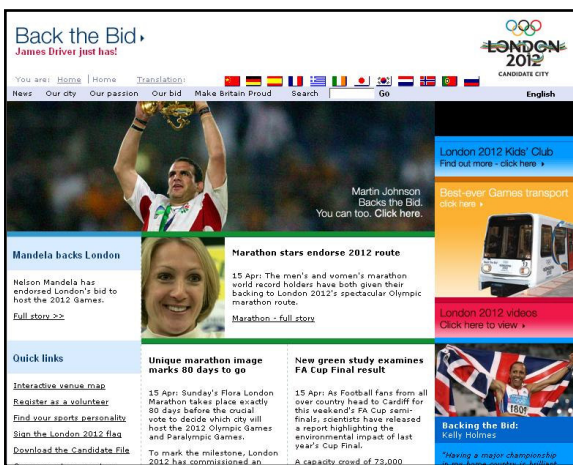 Back the Bid
James Driver just has!
LONDON
2012
CANDIDATE CITY
You are: Home | Home Translation:
News Our city Our passion Our bid Make Britain Proud Search Go English
Martin Johnson
Backs the Bid.
You can too. Click here.
London 2012 Kids' Club
Find out more - click here
Best-ever Games transport
click here
London 2012 videos
Click here to view
Mandela backs London
Nelson Mandela has
endorsed London's bid to
host the 2012 Games.
Full story >>
Marathon stars endorse 2012 route
15 Apr: The men's and women's marathon
world record holders have both given their
backing to London 2012's spectacular Olympic
marathon route.
Marathon - full story
Quick links
Interactive venue map
Register as a volunteer
Find your sports personality
Sign the London 2012 flag
Download the Candidate File
Unique marathon image
marks 80 days to go
15 Apr: Sunday's Flora London
Marathon takes place exactly
80 days before the crucial
vote to decide which city will
host the 2012 Olympic Games
and Paralympic Games.
To mark the milestone, London
2012 has commissioned an
New green study examines
FA Cup Final result
15 Apr: As Football fans from all
over country head to Cardiff for
this weekend's FA Cup semi-
finals, scientists have released
a report highlighting the
environmental impact of last
year's Cup Final.
A capacity crowd of 73,000
1809
Backing the Bid:
Kelly Holmes
"Having a major championship
in my home country is brilliant